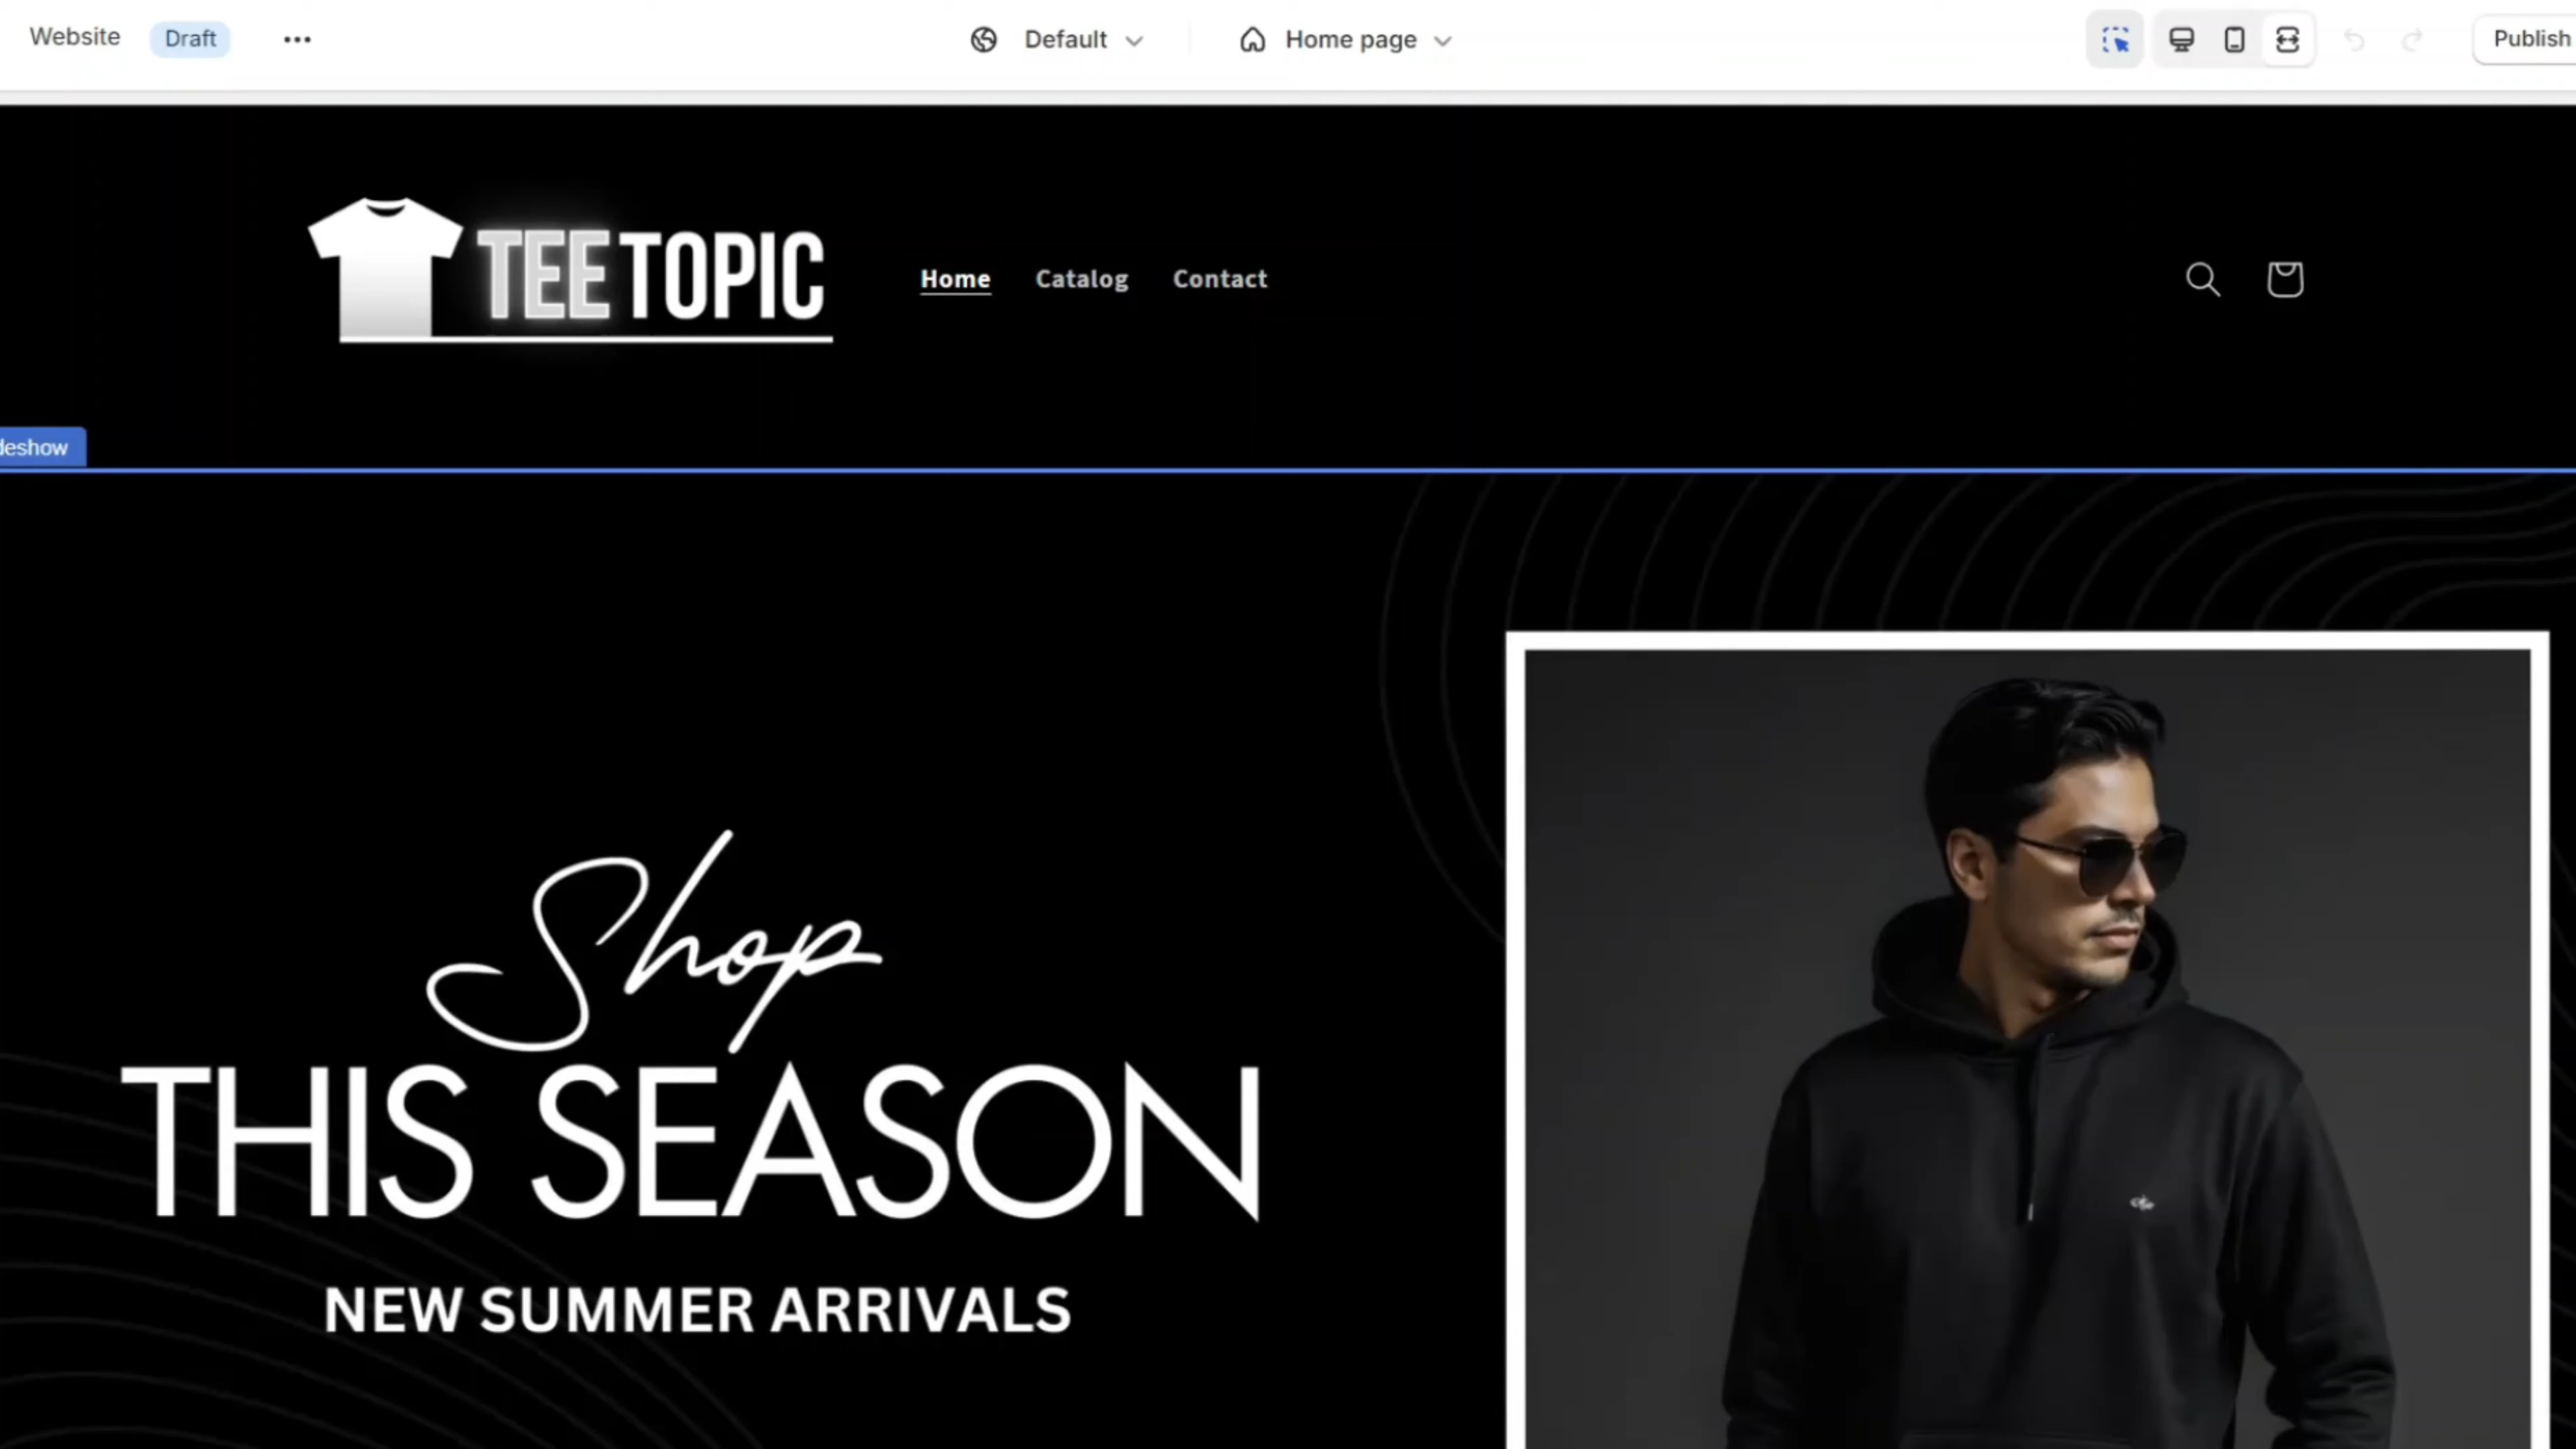 Website Draft Default Home page Publish
TEE TOPIC
Home Catalog Contact
deshow
Shop
THIS SEASON
NEW SUMMER ARRIVALS